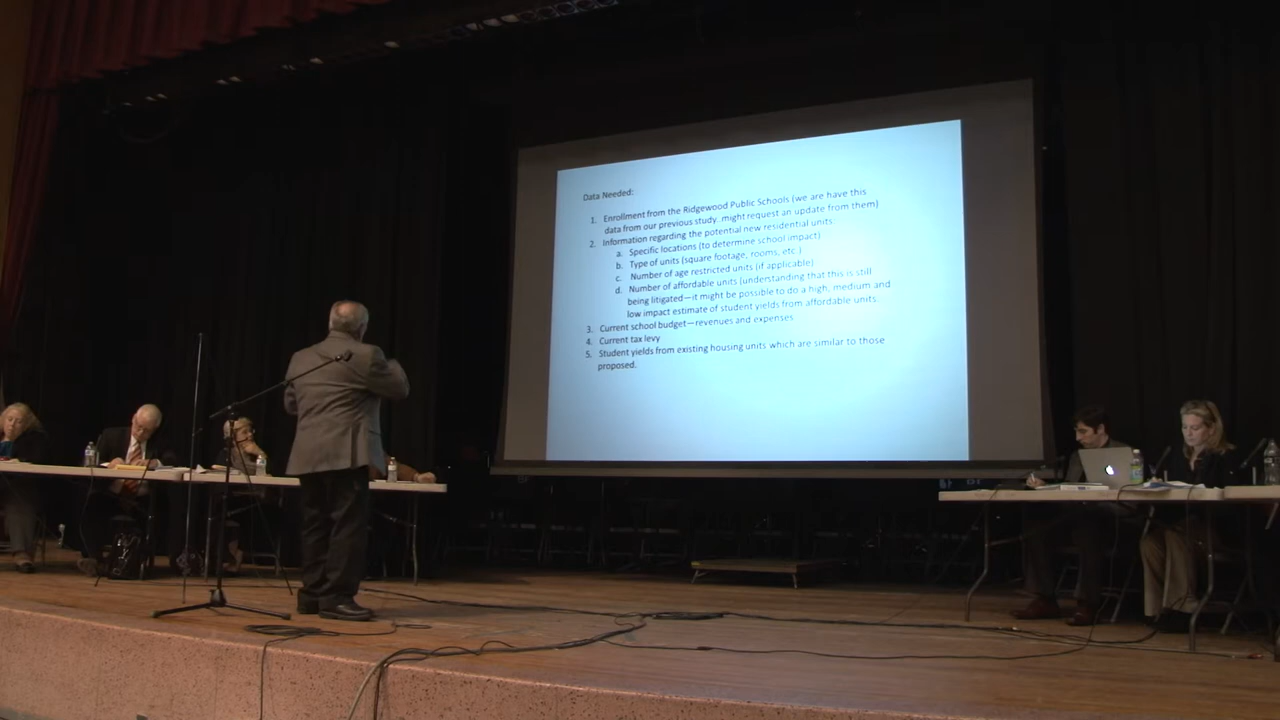 Data Needed:
1. Enrollment from the Ridgewood Public Schools (we are have this
data from our previous study, might request an update from them)
2. Information regarding the potential new residential units:
a. Specific locations (to determine school impact)
b. Type of units (square footage, rooms, etc.)
c. Number of age restricted units (if applicable)
d. Number of affordable units (understanding that this is still
being litigated—it might be possible to do a high, medium and
low impact estimate of student yields from affordable units.
3. Current school budget—revenues and expenses
4. Current tax levy
5. Student yields from existing housing units which are similar to those
proposed.